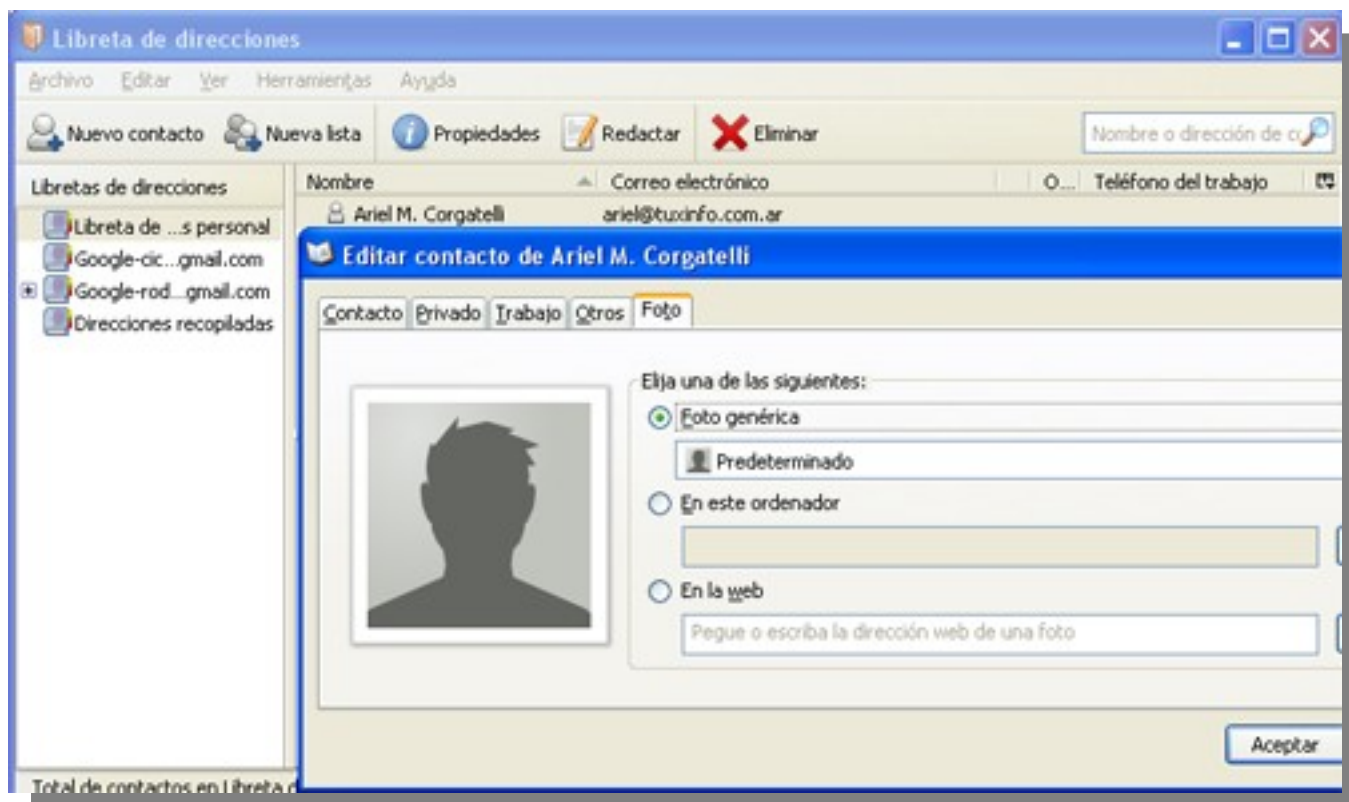 Libreta de direcciones
Archivo Editar Ver Herramientas Ayuda
Nuevo contacto Nueva lista Propiedades Redactar Eliminar Nombre o dirección de
Libretas de direcciones
Libreta de ...s personal
Google-cic...gmail.com
Google-rod...gmail.com
Direcciones recopiladas
Nombre Correo electrónico O... Teléfono del trabajo
Ariel M. Corgatelli ariel@tuxinfo.com.ar
Editar contacto de Ariel M. Corgatelli
Contacto Privado Trabajo Otros Foto
Elija una de las siguientes:
Foto genérica
Predeterminado
En este ordenador
En la web
Pegue o escriba la dirección web de una foto
Aceptar
Total de contactos en Libreta